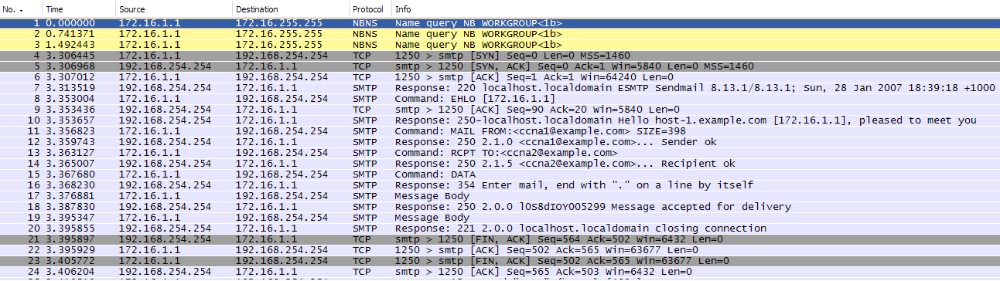 No. Time Source Destination Protocol Info
1 0.000000 172.16.1.1 172.16.255.255 NBNS Name query NB WORKGROUP<1b>
2 0.741371 172.16.1.1 172.16.255.255 NBNS Name query NB WORKGROUP<1b>
3 1.492443 172.16.1.1 172.16.255.255 NBNS Name query NB WORKGROUP<1b>
4 3.306445 172.16.1.1 192.168.254.254 TCP 1250 > smtp [SYN] Seq=0 Len=0 MSS=1460
5 3.306968 192.168.254.254 172.16.1.1 TCP smtp > 1250 [SYN, ACK] Seq=0 Ack=1 Win=5840 Len=0 MSS=1460
6 3.307012 172.16.1.1 192.168.254.254 TCP 1250 > smtp [ACK] Seq=1 Ack=1 Win=64240 Len=0
7 3.313519 192.168.254.254 172.16.1.1 SMTP Response: 220 localhost.localdomain ESMTP Sendmail 8.13.1/8.13.1; Sun, 28 Jan 2007 18:39:18 +1000
8 3.353004 172.16.1.1 192.168.254.254 SMTP Command: EHLO [172.16.1.1]
9 3.353436 192.168.254.254 172.16.1.1 TCP smtp > 1250 [ACK] Seq=90 Ack=20 Win=5840 Len=0
10 3.353657 192.168.254.254 172.16.1.1 SMTP Response: 250-localhost.localdomain Hello host-1.example.com [172.16.1.1], pleased to meet you
11 3.356823 172.16.1.1 192.168.254.254 SMTP Command: MAIL FROM:<ccna1@example.com> SIZE=398
12 3.359743 192.168.254.254 172.16.1.1 SMTP Response: 250 2.1.0 <ccna1@example.com>... Sender ok
13 3.363127 172.16.1.1 192.168.254.254 SMTP Command: RCPT TO:<ccna2@example.com>
14 3.365007 192.168.254.254 172.16.1.1 SMTP Response: 250 2.1.5 <ccna2@example.com>... Recipient ok
15 3.367680 172.16.1.1 192.168.254.254 SMTP Command: DATA
16 3.368230 192.168.254.254 172.16.1.1 SMTP Response: 354 Enter mail, end with "." on a line by itself
17 3.376881 172.16.1.1 192.168.254.254 SMTP Message Body
18 3.387830 192.168.254.254 172.16.1.1 SMTP Response: 250 2.0.0 l0S8dIOY005299 Message accepted for delivery
19 3.395347 172.16.1.1 192.168.254.254 SMTP Message Body
20 3.395855 192.168.254.254 172.16.1.1 SMTP Response: 221 2.0.0 localhost.localdomain closing connection
21 3.395897 192.168.254.254 172.16.1.1 TCP smtp > 1250 [FIN, ACK] Seq=564 Ack=502 Win=6432 Len=0
22 3.395929 172.16.1.1 192.168.254.254 TCP smtp > 1250 [ACK] Seq=502 Ack=565 Win=63677 Len=0
23 3.405772 172.16.1.1 192.168.254.254 TCP smtp > 1250 [FIN, ACK] Seq=502 Ack=565 Win=63677 Len=0
24 3.406204 192.168.254.254 172.16.1.1 TCP smtp > 1250 [ACK] Seq=565 Ack=503 Win=6432 Len=0